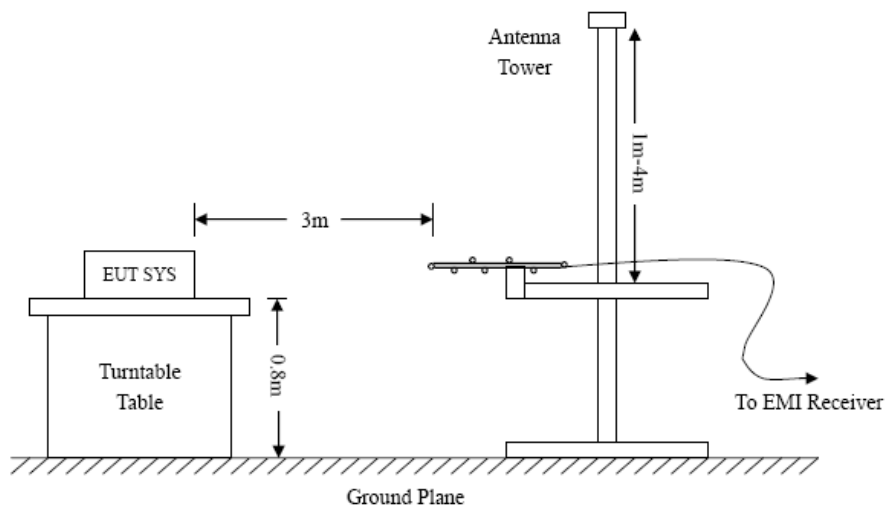 Antenna
Tower
1m-4m
3m
EUT SYS
0.8m
Turntable
Table
To EMI Receiver
Ground Plane